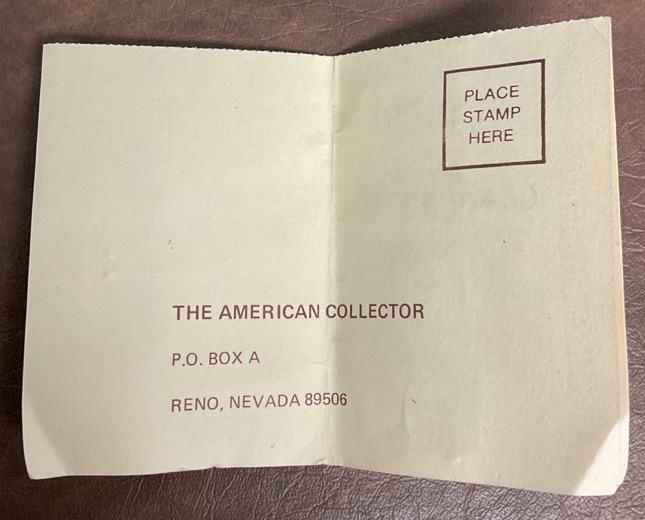 PLACE
STAMP
HERE
THE AMERICAN COLLECTOR
P.O. BOX A
RENO, NEVADA 89506